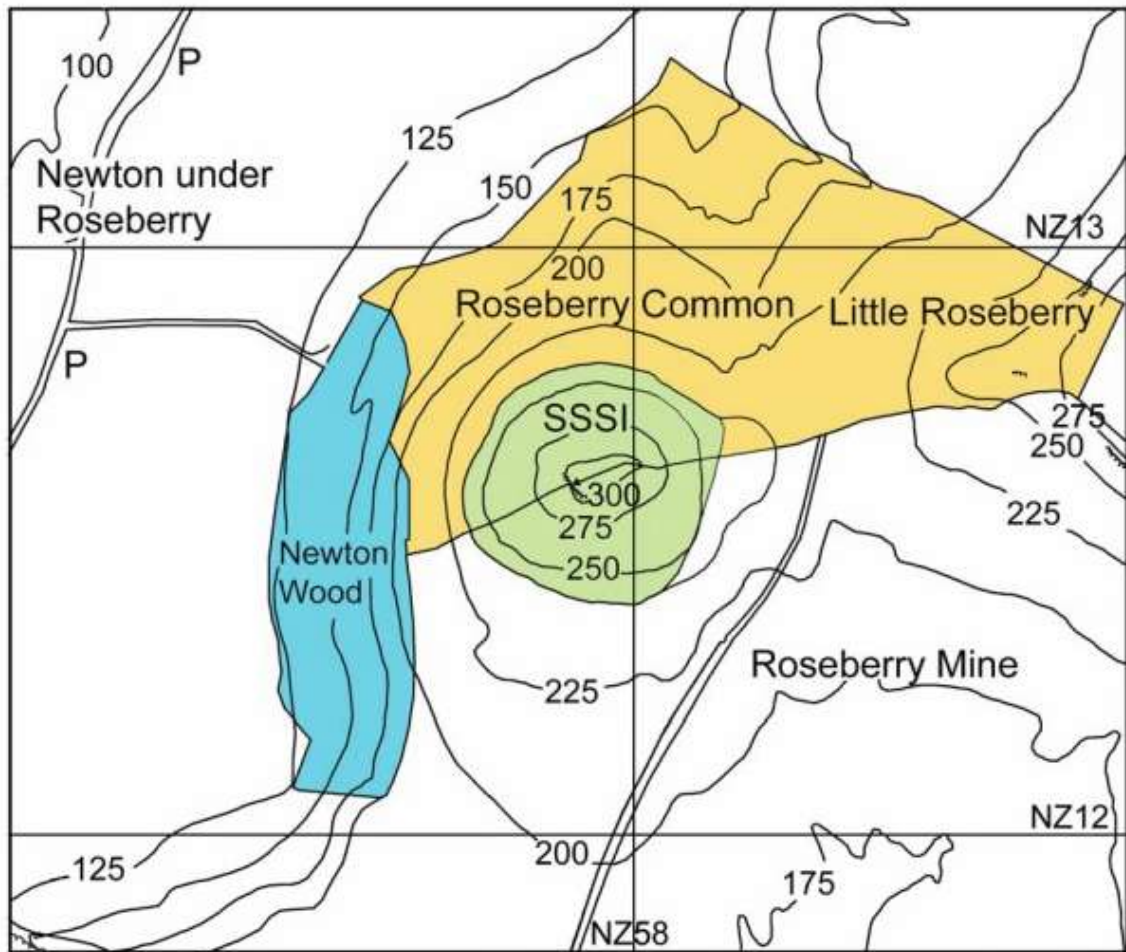 P
100
125
Newton under
Roseberry
150
175
NZ13
200
Roseberry Common
Little Roseberry
P
SSSI
275
250
300
225
275
Newton
Wood
250
Roseberry Mine
225
NZ12
200
125
175
NZ58